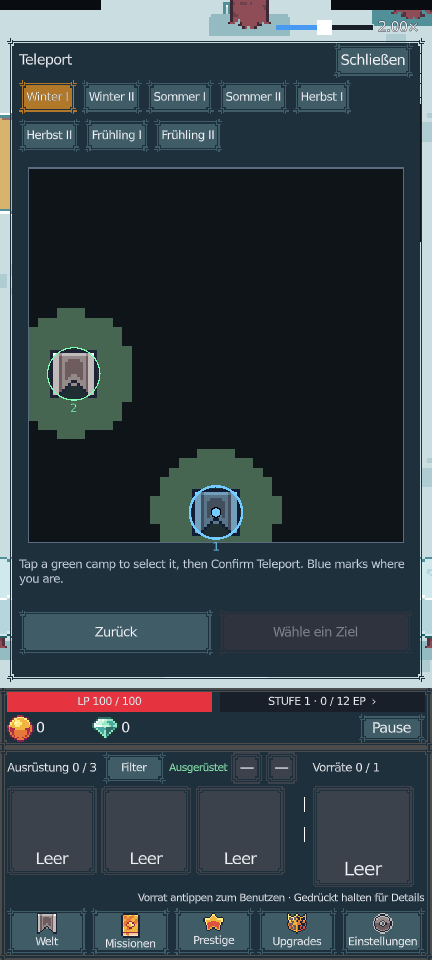 2.00×
Teleport
Schließen
Winter I
Winter II
Sommer I
Sommer II
Herbst I
Herbst II
Frühling I
Frühling II
2
1
Tap a green camp to select it, then Confirm Teleport. Blue marks where
you are.
Zurück
Wähle ein Ziel
LP 100 / 100
STUFE 1 · 0 / 12 EP ›
0
0
Pause
Ausrüstung 0 / 3
Filter
Ausgerüstet
—
—
Vorräte 0 / 1
Leer
Leer
Leer
Leer
Vorrat antippen zum Benutzen · Gedrückt halten für Details
Welt
Missionen
Prestige
Upgrades
Einstellungen